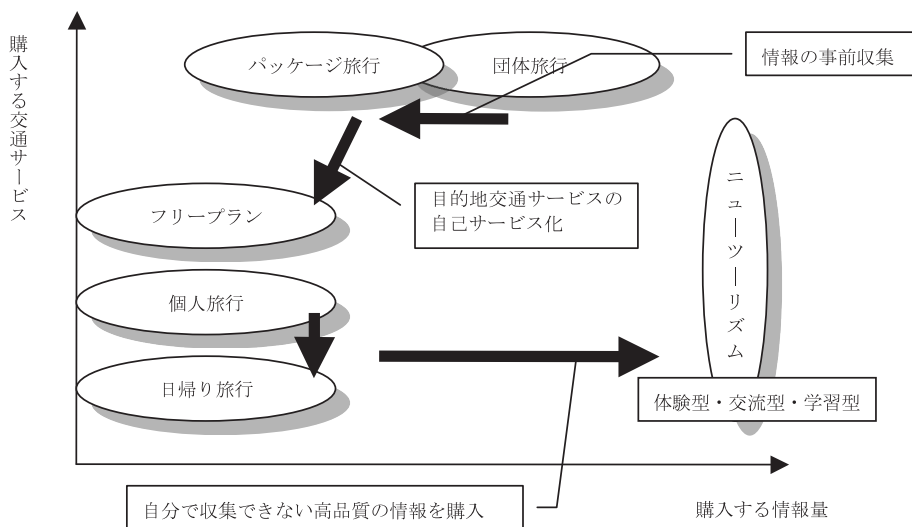 購入する交通サービス
パッケージ旅行
団体旅行
情報の事前収集
目的地交通サービスの
自己サービス化
フリープラン
個人旅行
日帰り旅行
ニューツーリズム
体験型・交流型・学習型
自分で収集できない高品質の情報を購入
購入する情報量